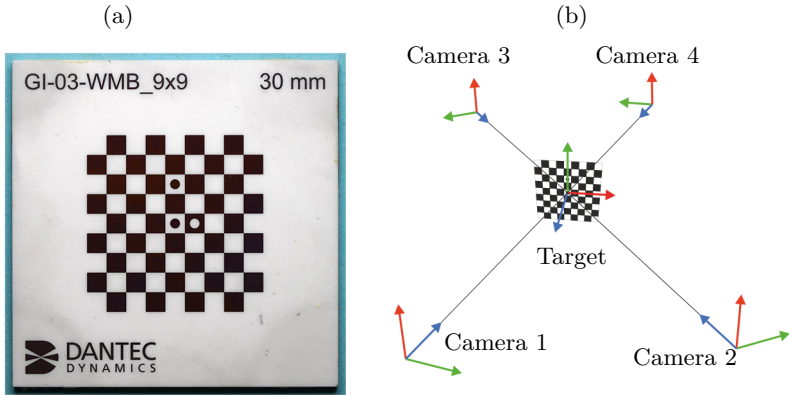 (a)
(b)
GI-03-WMB_9x9 30 mm
DANTEC
DYNAMICS
Camera 3
Camera 4
Target
Camera 1
Camera 2